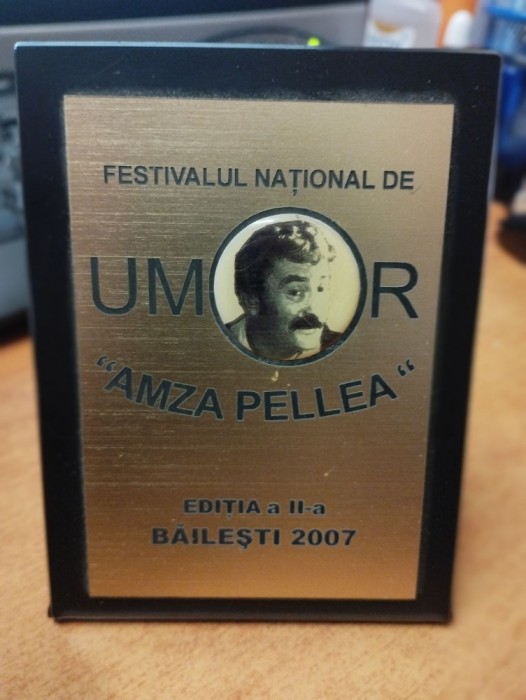 FESTIVALUL NAȚIONAL DE
UMOR
“AMZA PELLEA“
EDIȚIA a II-a
BĂILEȘTI 2007